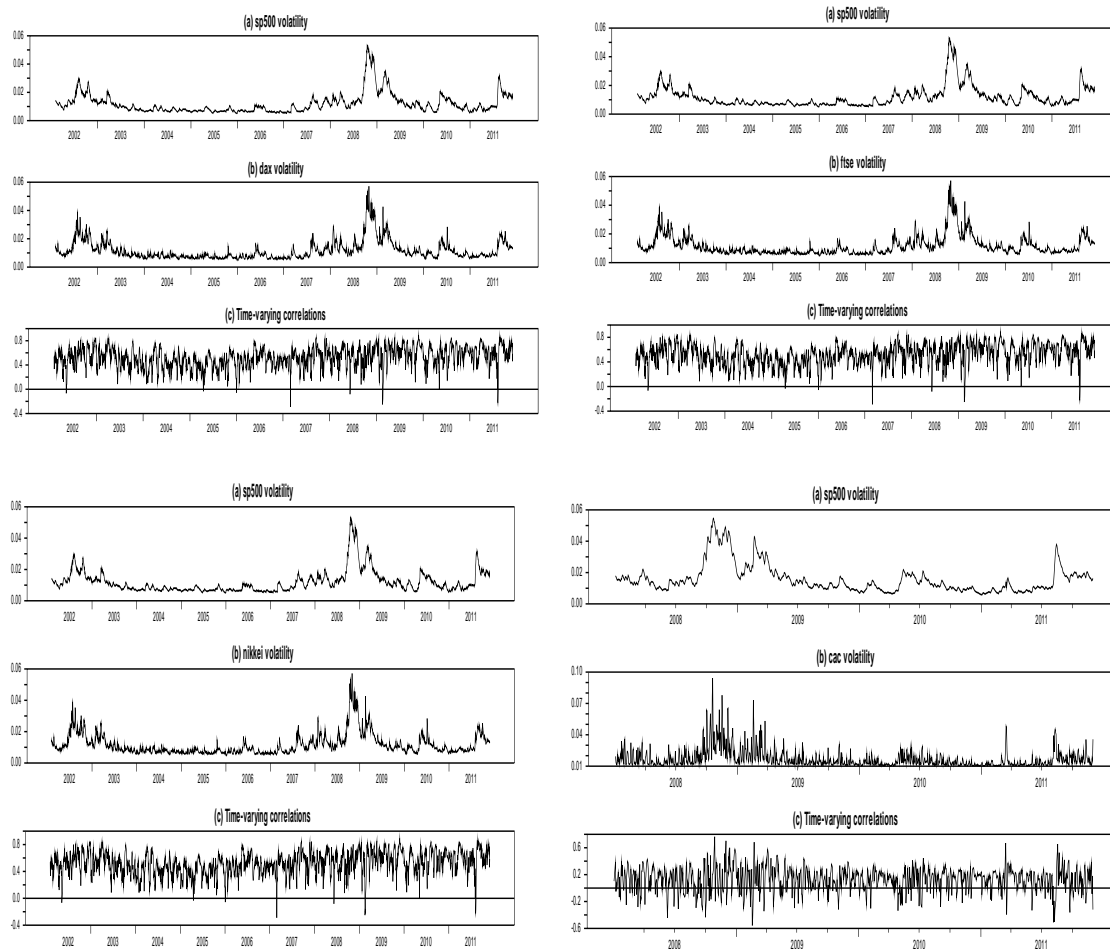 (a) sp500 volatility
0.06
0.04
0.02
0.00
2002 2003 2004 2005 2006 2007 2008 2009 2010 2011
(b) dax volatility
0.06
0.04
0.02
0.00
2002 2003 2004 2005 2006 2007 2008 2009 2010 2011
(c) Time-varying correlations
0.8
0.4
0.0
-0.4
2002 2003 2004 2005 2006 2007 2008 2009 2010 2011
(a) sp500 volatility
0.06
0.04
0.02
0.00
2002 2003 2004 2005 2006 2007 2008 2009 2010 2011
(b) ftse volatility
0.06
0.04
0.02
0.00
2002 2003 2004 2005 2006 2007 2008 2009 2010 2011
(c) Time-varying correlations
0.8
0.4
0.0
-0.4
2002 2003 2004 2005 2006 2007 2008 2009 2010 2011
(a) sp500 volatility
0.06
0.04
0.02
0.00
2002 2003 2004 2005 2006 2007 2008 2009 2010 2011
(b) nikkei volatility
0.06
0.04
0.02
0.00
2002 2003 2004 2005 2006 2007 2008 2009 2010 2011
(c) Time-varying correlations
0.8
0.4
0.0
-0.4
2002 2003 2004 2005 2006 2007 2008 2009 2010 2011
(a) sp500 volatility
0.06
0.04
0.02
0.00
2008 2009 2010 2011
(b) cac volatility
0.10
0.07
0.04
0.01
2008 2009 2010 2011
(c) Time-varying correlations
0.6
0.2
-0.2
-0.6
2008 2009 2010 2011